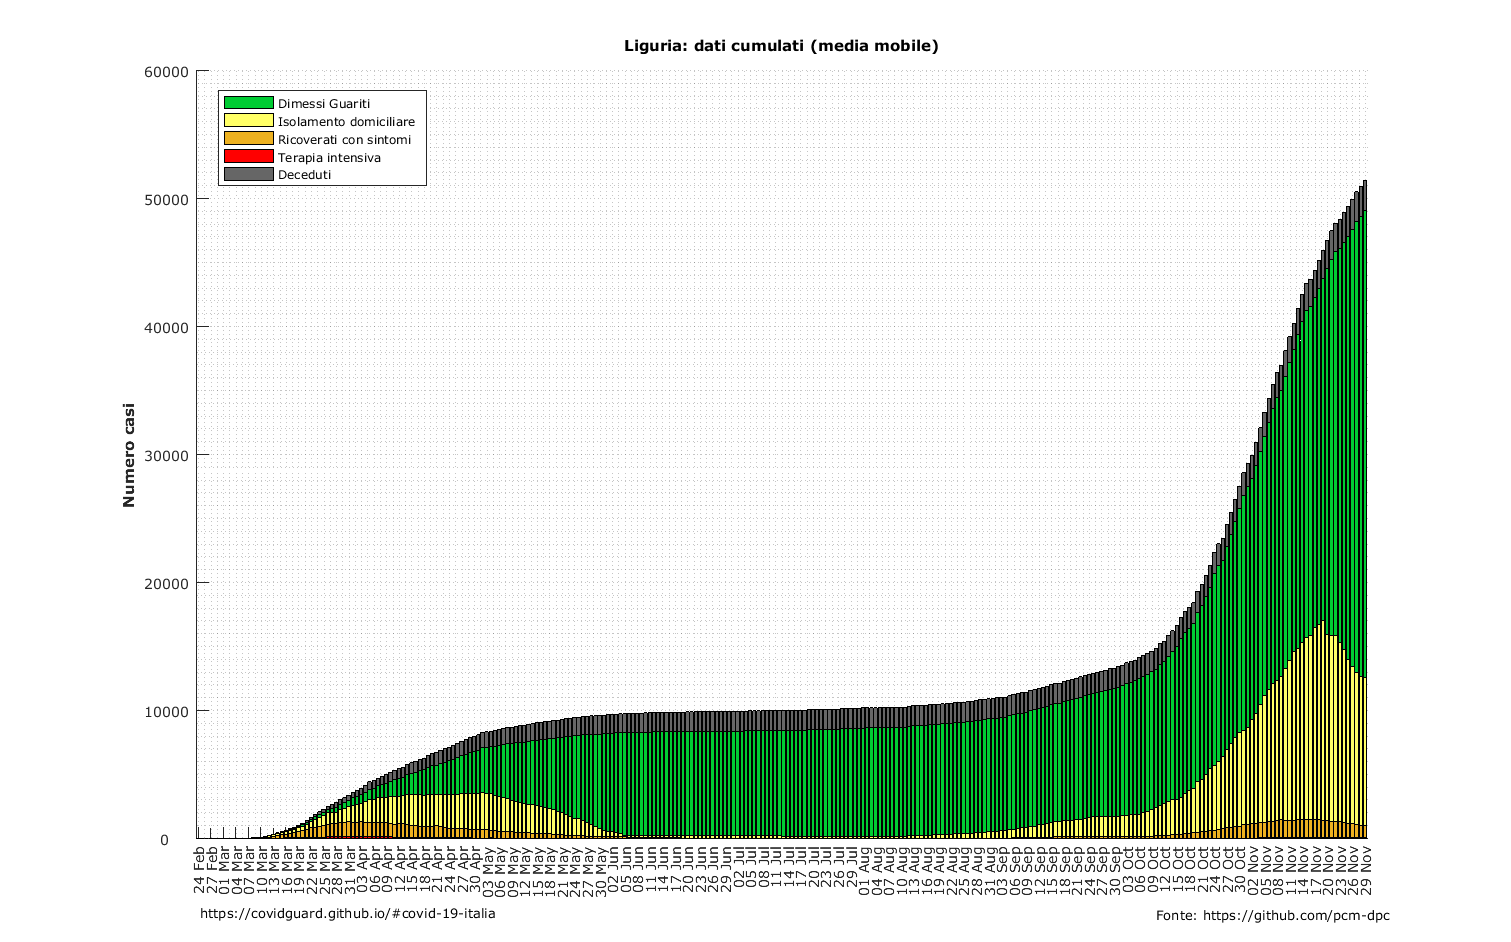 Liguria: dati cumulati (media mobile)
60000
50000
40000
30000
20000
10000
0
Numero casi
Dimessi Guariti
Isolamento domiciliare
Ricoverati con sintomi
Terapia intensiva
Deceduti
24 Feb
27 Feb
01 Mar
04 Mar
07 Mar
10 Mar
13 Mar
16 Mar
19 Mar
22 Mar
25 Mar
28 Mar
31 Mar
03 Apr
06 Apr
09 Apr
12 Apr
15 Apr
18 Apr
21 Apr
24 Apr
27 Apr
30 Apr
03 May
06 May
09 May
12 May
15 May
18 May
21 May
24 May
27 May
30 May
02 Jun
05 Jun
08 Jun
11 Jun
14 Jun
17 Jun
20 Jun
23 Jun
26 Jun
29 Jun
02 Jul
05 Jul
08 Jul
11 Jul
14 Jul
17 Jul
20 Jul
23 Jul
26 Jul
29 Jul
01 Aug
04 Aug
07 Aug
10 Aug
13 Aug
16 Aug
19 Aug
22 Aug
25 Aug
28 Aug
31 Aug
03 Sep
06 Sep
09 Sep
12 Sep
15 Sep
18 Sep
21 Sep
24 Sep
27 Sep
30 Sep
03 Oct
06 Oct
09 Oct
12 Oct
15 Oct
18 Oct
21 Oct
24 Oct
27 Oct
30 Oct
02 Nov
05 Nov
08 Nov
11 Nov
14 Nov
17 Nov
20 Nov
23 Nov
26 Nov
29 Nov
https://covidguard.github.io/#covid-19-italia
Fonte: https://github.com/pcm-dpc